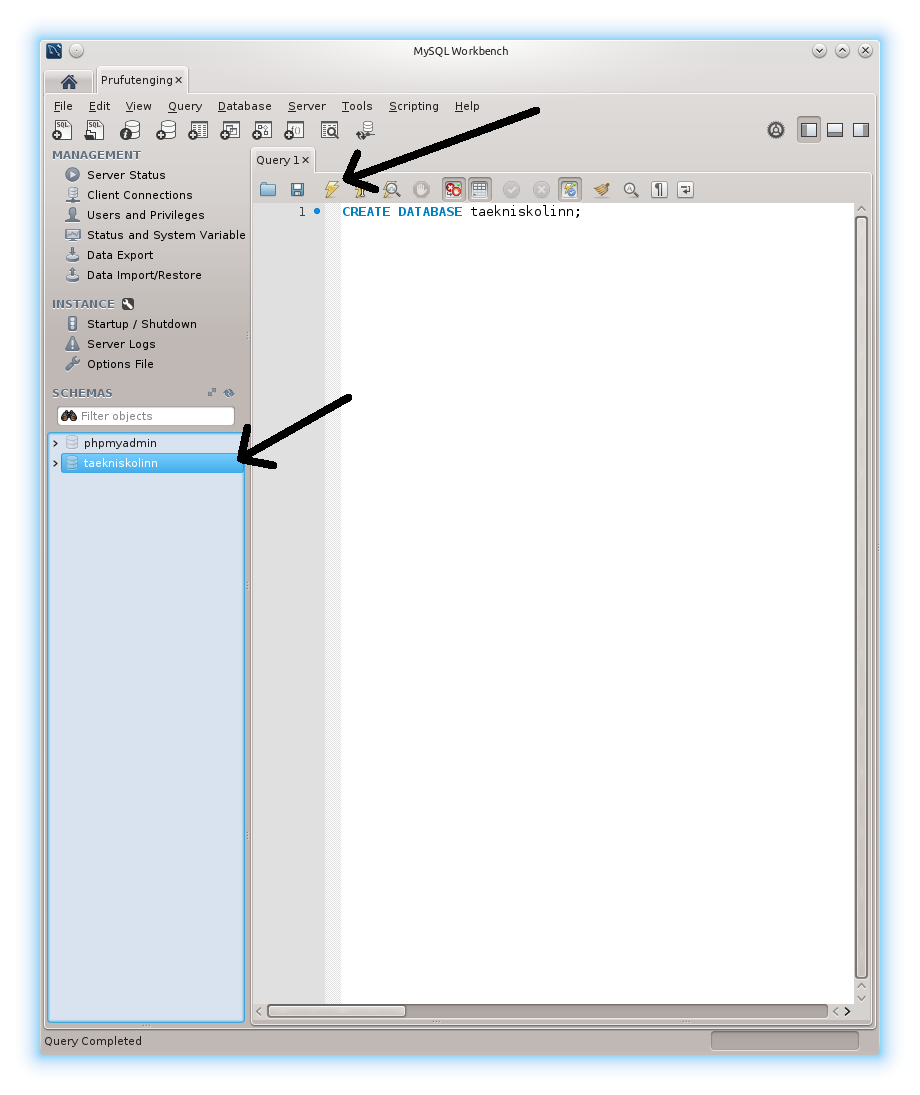 MySQL Workbench
Prufutenging
File Edit View Query Database Server Tools Scripting Help
SQL SQL
MANAGEMENT
Server Status
Client Connections
Users and Privileges
Status and System Variable
Data Export
Data Import/Restore
INSTANCE
Startup / Shutdown
Server Logs
Options File
SCHEMAS
Filter objects
phpmyadmin
taekniskolinn
Query 1
1 CREATE DATABASE taekniskolinn;
Query Completed